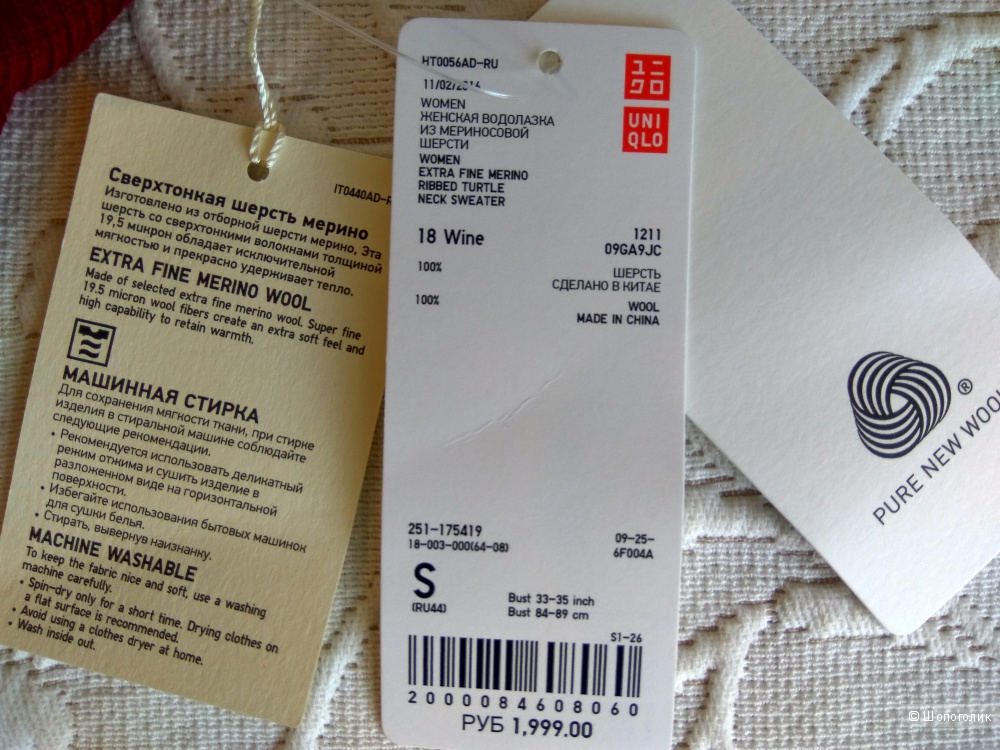 IT0440AD-R
Сверхтонкая шерсть мерино
Изготовлено из отборной шерсти мерино, Эта
шерсть со сверхтонкими волокнами толщиной
19,5 микрон обладает исключительной
мягкостью и прекрасно удерживает тепло.
EXTRA FINE MERINO WOOL
Made of selected extra fine merino wool. Super fine
19.5 micron wool fibers create an extra soft feel and
high capability to retain warmth.
МАШИННАЯ СТИРКА
Для сохранения мягкости ткани, при стирке
изделия в стиральной машине соблюдайте
следующие рекомендации.
• Рекомендуется использовать деликатный
режим отжима и сушить изделие в
разложенном виде на горизонтальной
поверхности.
• Избегайте использования бытовых машинок
для сушки белья.
• Стирать, вывернув наизнанку.
MACHINE WASHABLE
To keep the fabric nice and soft, use a washing
machine carefully.
• Spin-dry only for a short time. Drying clothes on
a flat surface is recommended.
• Avoid using a clothes dryer at home.
• Wash inside out.
HT0056AD-RU
11/02/2016
ユニ
クロ
UNI
QLO
WOMEN
ЖЕНСКАЯ ВОДОЛАЗКА
ИЗ МЕРИНОСОВОЙ
ШЕРСТИ
WOMEN
EXTRA FINE MERINO
RIBBED TURTLE
NECK SWEATER
18 Wine 1211
09GA9JC
100% ШЕРСТЬ
СДЕЛАНО В КИТАЕ
100% WOOL
MADE IN CHINA
251-175419 09-25-
18-003-000(64-08) 6F004A
S
(RU44)
Bust 33-35 inch
Bust 84-89 cm
S1-26
2000084608060
РУБ 1,999.00
®
PURE NEW WOOL
© Шопоголик